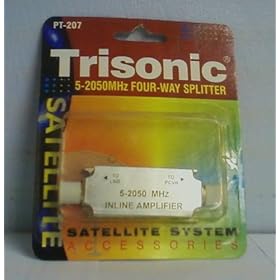 PT-207
Trisonic®
5-2050MHz FOUR-WAY SPLITTER
SATELLITE
TO
LNB
TO
RCVR
5-2050 MHz
INLINE AMPLIFIER
SATELLITE SYSTEM
ACCESSORIES